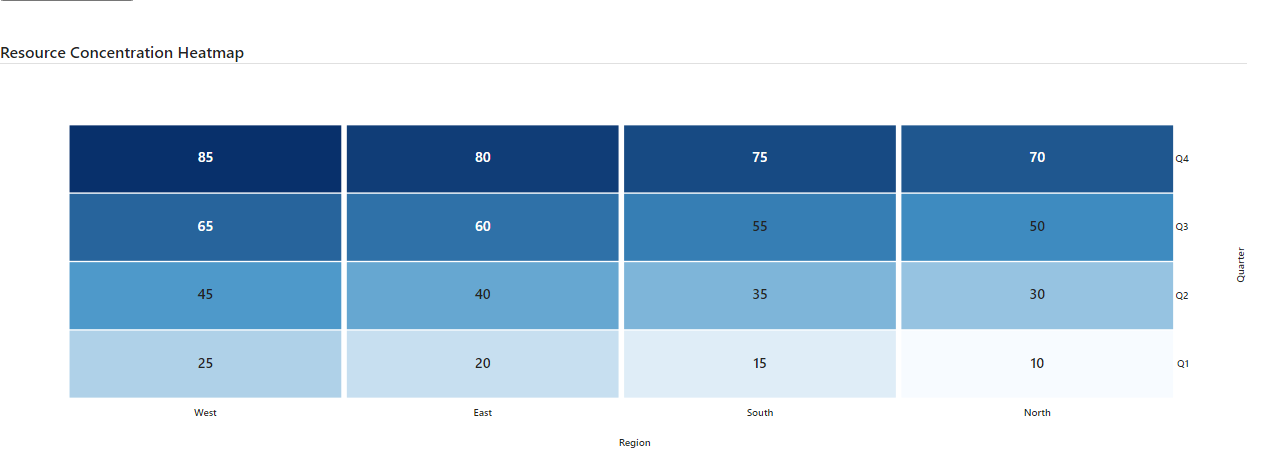 Resource Concentration Heatmap
85 80 75 70 Q4
65 60 55 50 Q3
45 40 35 30 Q2
25 20 15 10 Q1
Quarter
West East South North
Region